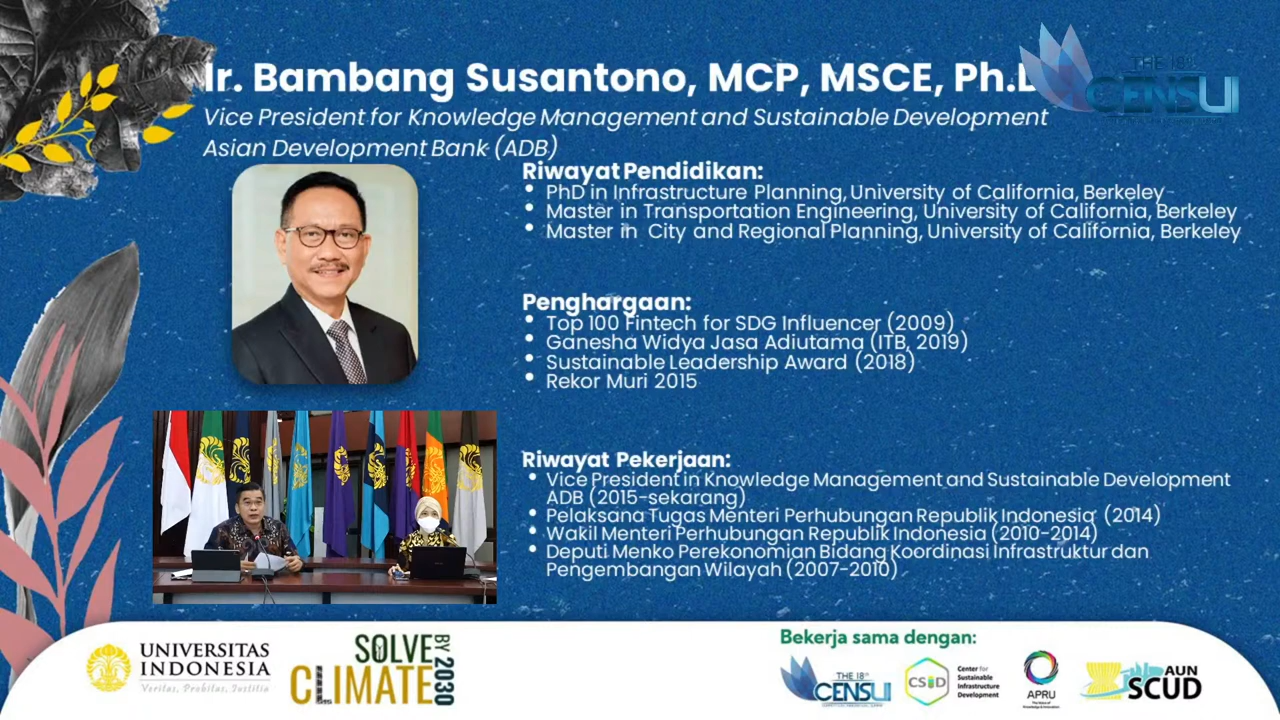 Ir. Bambang Susantono, MCP, MSCE, Ph.D
Vice President for Knowledge Management and Sustainable Development
Asian Development Bank (ADB)
THE 18th
CENSUI
Riwayat Pendidikan:
• PhD in Infrastructure Planning, University of California, Berkeley
• Master in Transportation Engineering, University of California, Berkeley
• Master in City and Regional Planning, University of California, Berkeley
Penghargaan:
• Top 100 Fintech for SDG Influencer (2009)
• Ganesha Widya Jasa Adiutama (ITB, 2019)
• Sustainable Leadership Award (2018)
• Rekor Muri 2015
Riwayat Pekerjaan:
• Vice President in Knowledge Management and Sustainable Development
ADB (2015-sekarang)
• Pelaksana Tugas Menteri Perhubungan Republik Indonesia (2014)
• Wakil Menteri Perhubungan Republik Indonesia (2010-2014)
• Deputi Menko Perekonomian Bidang Koordinasi Infrastruktur dan
Pengembangan Wilayah (2007-2010)
UNIVERSITAS
INDONESIA
Veritas, Probitas, Iustitia
SOLVE
CLIMATE
BY 2030
Bekerja sama dengan:
THE 18th
CENSUI
CSID
Center for
Sustainable
Infrastructure
Development
APRU
The Voice of
Knowledge & Innovation
AUN
SCUD